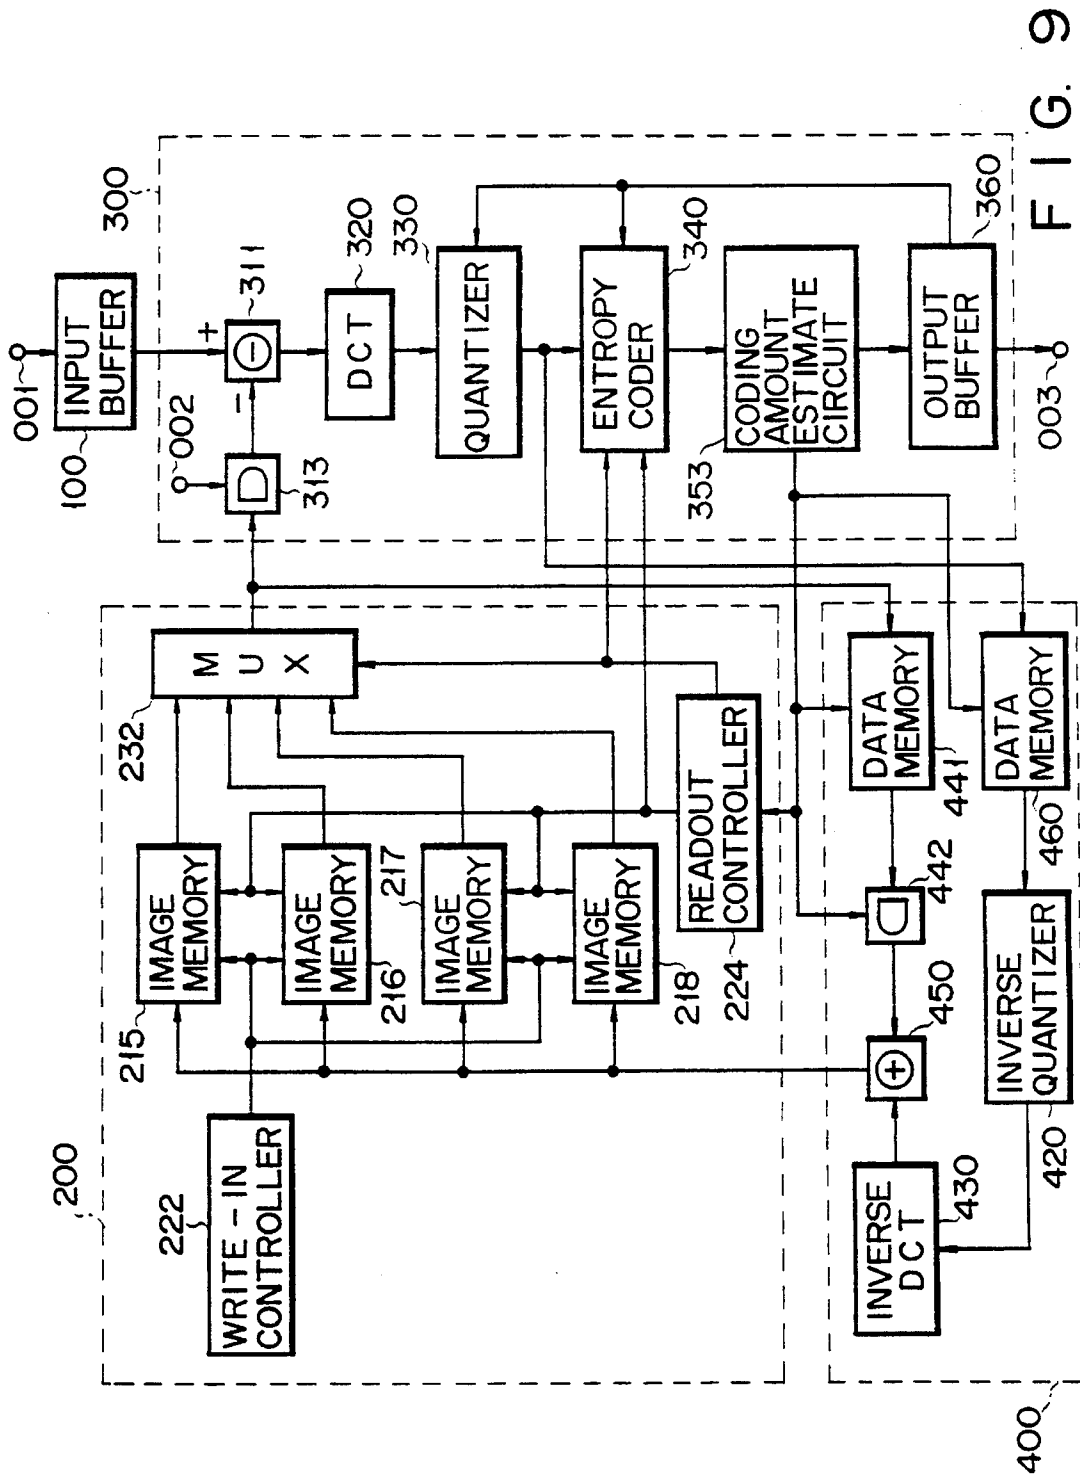 001
INPUT
BUFFER
100
300
002
+
−
311
313
D
DCT
320
330
QUANTIZER
ENTROPY
CODER
340
353
CODING
AMOUNT
ESTIMATE
CIRCUIT
OUTPUT
BUFFER
360
003
200
222
WRITE-IN
CONTROLLER
215
IMAGE
MEMORY
216
IMAGE
MEMORY
217
IMAGE
MEMORY
218
IMAGE
MEMORY
232
MUX
READOUT
CONTROLLER
224
400
DATA
MEMORY
441
DATA
MEMORY
460
D
442
+
450
INVERSE
QUANTIZER
420
INVERSE
DCT
430
FIG. 9